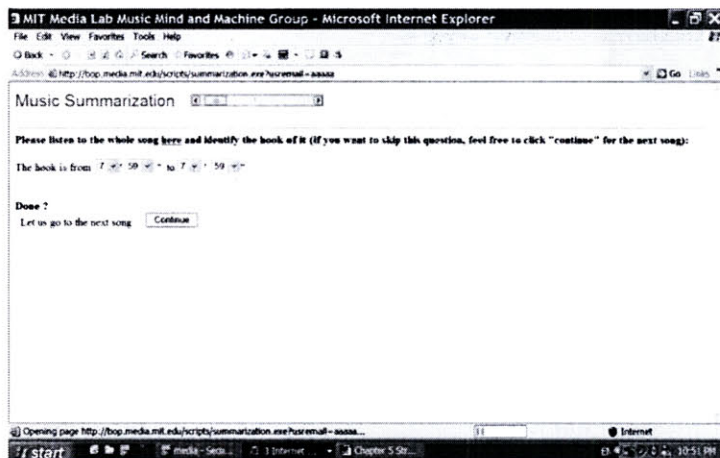 MIT Media Lab Music Mind and Machine Group - Microsoft Internet Explorer
File Edit View Favorites Tools Help
Back Search Favorites
Address http://bop.media.mit.edu/scripts/summarization.exe?usremail=aaaaa Go Links
Music Summarization
Please listen to the whole song here and identify the hook of it (if you want to skip this question, feel free to click "continue" for the next song):
The hook is from 7 ' 59 " to 7 ' 59 "
Done ?
Let us go to the next song Continue
Opening page http://bop.media.mit.edu/scripts/summarization.exe?usremail=aaaaa... Internet
start media - Secu... 3 Internet ... Chapter 5 Str... 10:51 PM